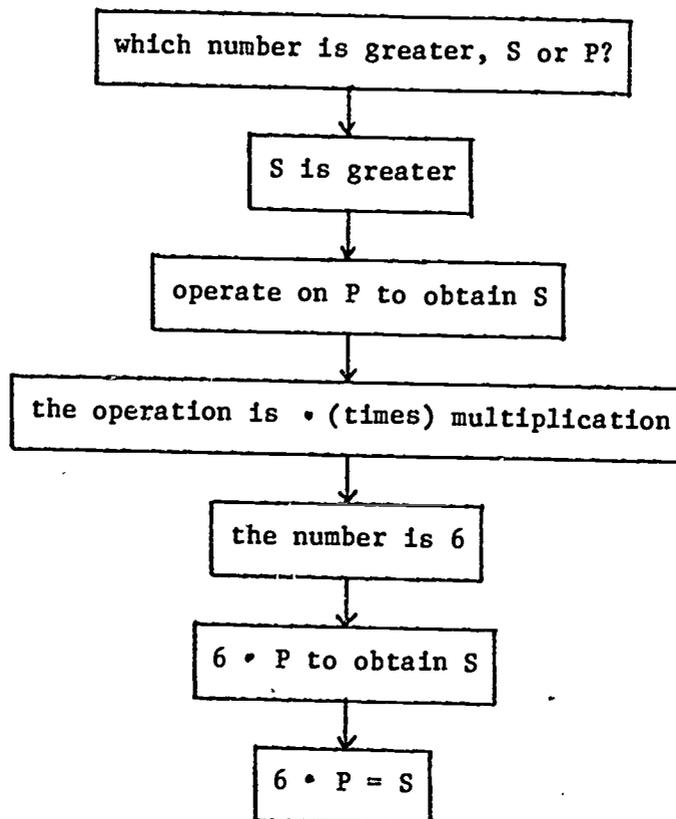 which number is greater, S or P?
S is greater
operate on P to obtain S
the operation is • (times) multiplication
the number is 6
6 • P to obtain S
6 • P = S